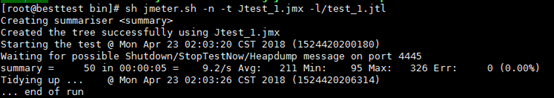 [root@besttest bin]# sh jmeter.sh -n -t Jtest_1.jmx -l/test_1.jtl
Creating summariser <summary>
Created the tree successfully using Jtest_1.jmx
Starting the test @ Mon Apr 23 02:03:20 CST 2018 (1524420200180)
Waiting for possible Shutdown/StopTestNow/Heapdump message on port 4445
summary =     50 in 00:00:05 =    9.2/s Avg:   211 Min:    95 Max:   326 Err:     0 (0.00%)
Tidying up ...    @ Mon Apr 23 02:03:26 CST 2018 (1524420206314)
... end of run